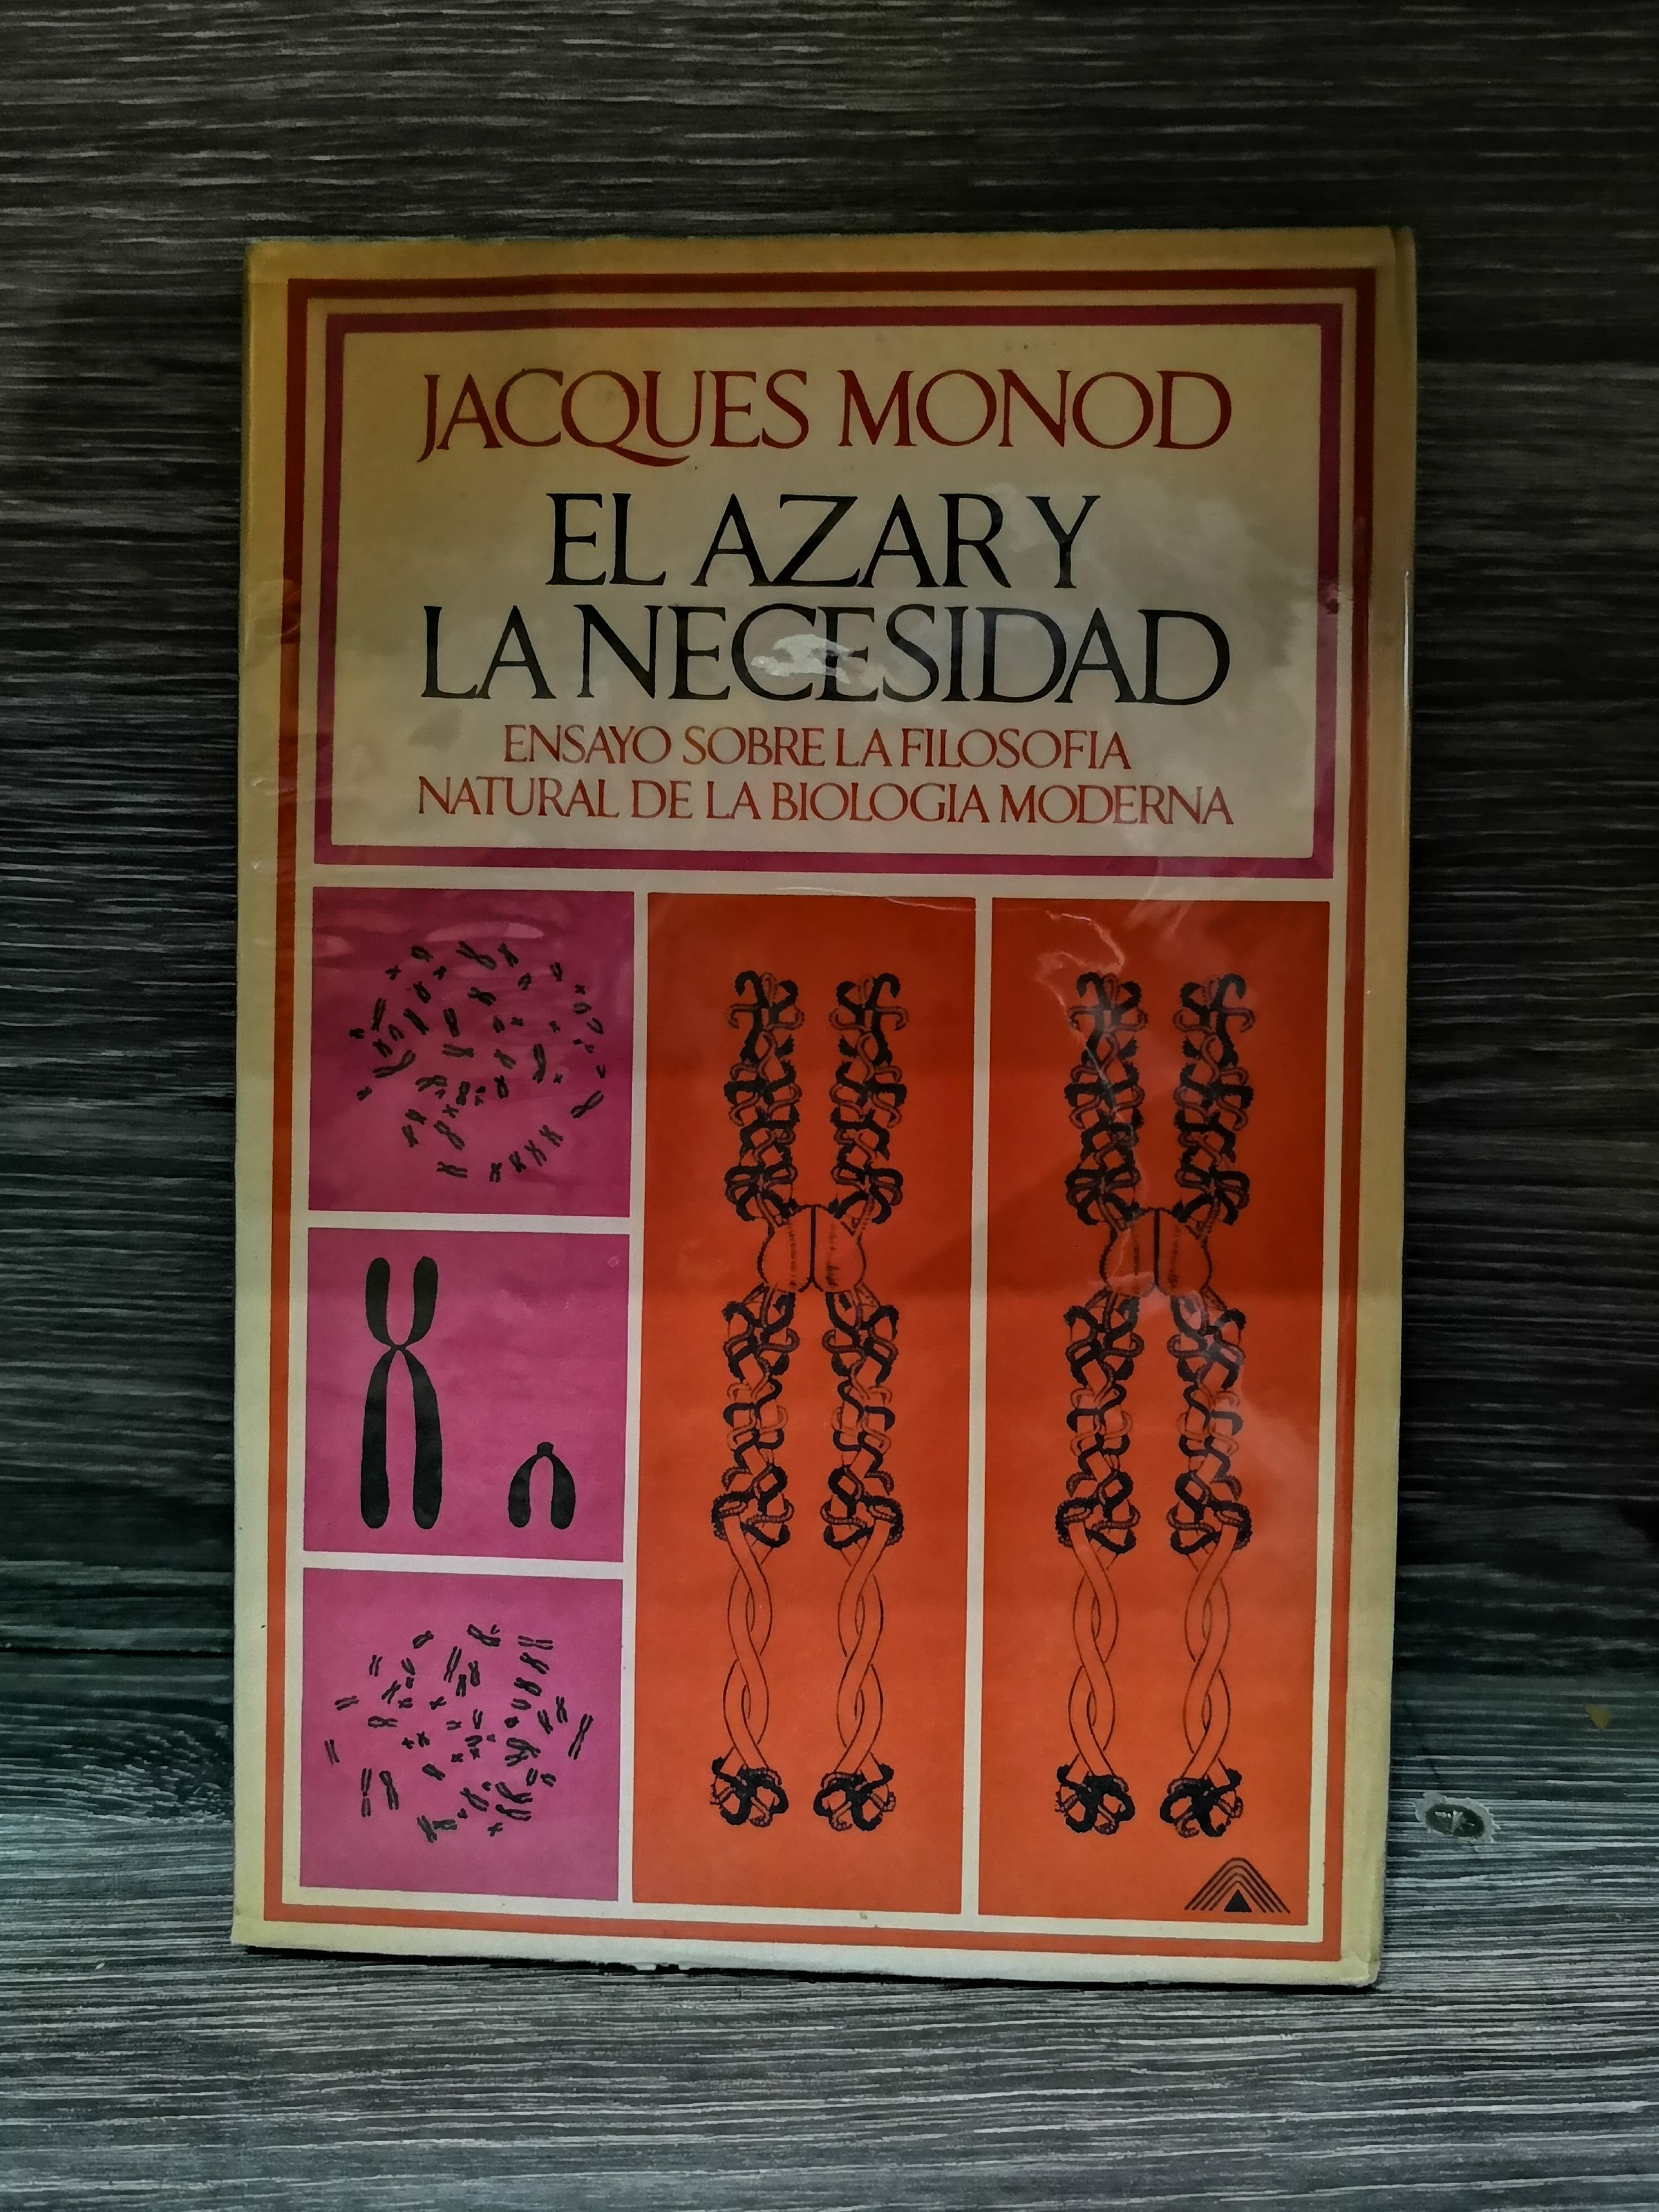 JACQUES MONOD
EL AZAR Y
LA NECESIDAD
ENSAYO SOBRE LA FILOSOFIA
NATURAL DE LA BIOLOGIA MODERNA